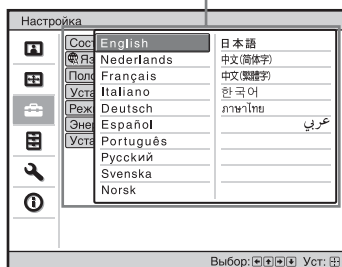 Настройка
Сост
Яз
Поло
Уста
Режи
Энер
Уста
English
Nederlands
Français
Italiano
Deutsch
Español
Português
Русский
Svenska
Norsk
日本語
中文(简体字)
中文(繁體字)
한국어
ภาษาไทย
عربي
Выбор: Уст: